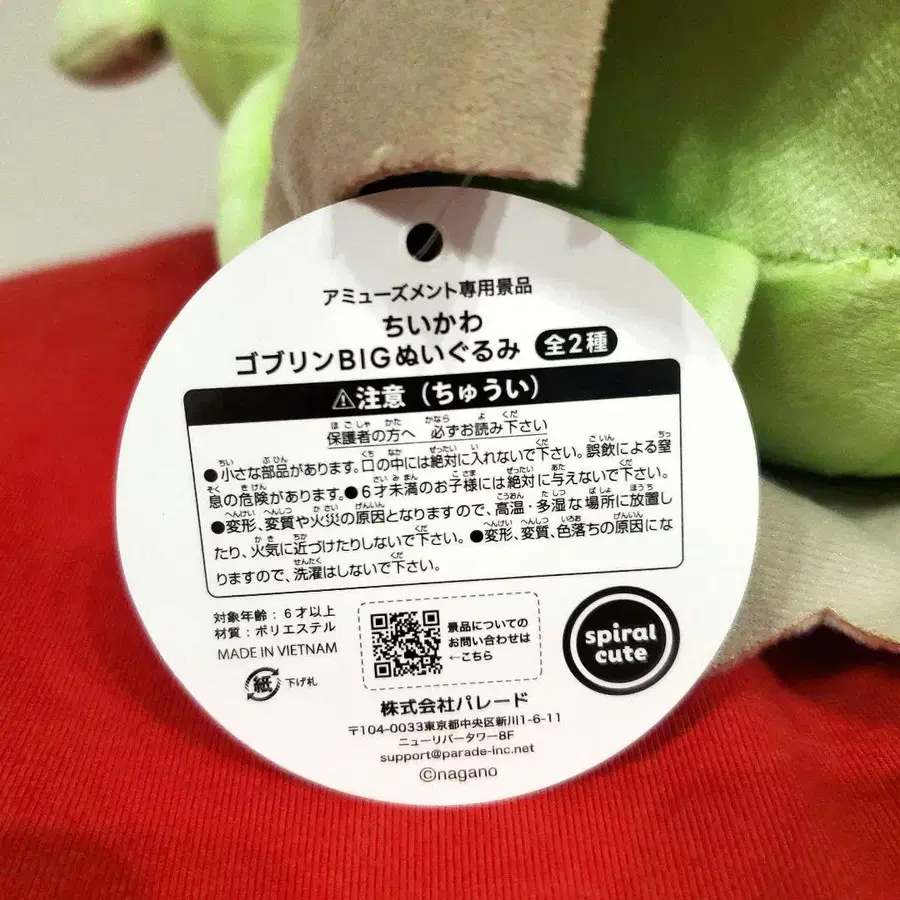 アミューズメント専用景品
ちいかわ
ゴブリンBIGぬいぐるみ 全2種
⚠注意(ちゅうい)
保護者の方へ 必ずお読み下さい
●小さな部品があります。口の中には絶対に入れないで下さい。誤飲による窒
息の危険があります。●6才未満のお子様には絶対に与えないで下さい。
●変形、変質や火災の原因となりますので、高温・多湿な場所に放置し
たり、火気に近づけたりしないで下さい。●変形、変質、色落ちの原因にな
りますので、洗濯はしないで下さい。
対象年齢:6才以上
材質:ポリエステル
MADE IN VIETNAM
紙 下げ札
景品についての
お問い合わせは
←こちら
spiral
cute
株式会社パレード
〒104-0033東京都中央区新川1-6-11
ニューリバータワー8F
support@parade-inc.net
©nagano